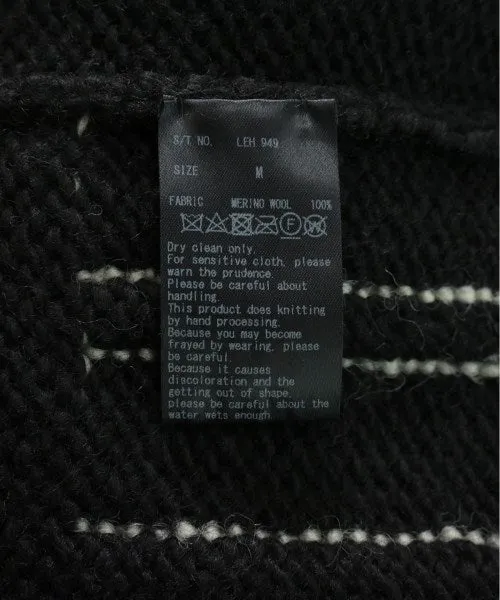 S/T NO. LEH 949
SIZE M
FABRIC MERINO WOOL 100%
F W
Dry clean only.
For sensitive cloth, please
warn the prudence.
Please be careful about
handling.
This product does knitting
by hand processing.
Because you may become
frayed by wearing, please
be careful.
Because it causes
discoloration and the
getting out of shape,
please be careful about the
water wets enough.